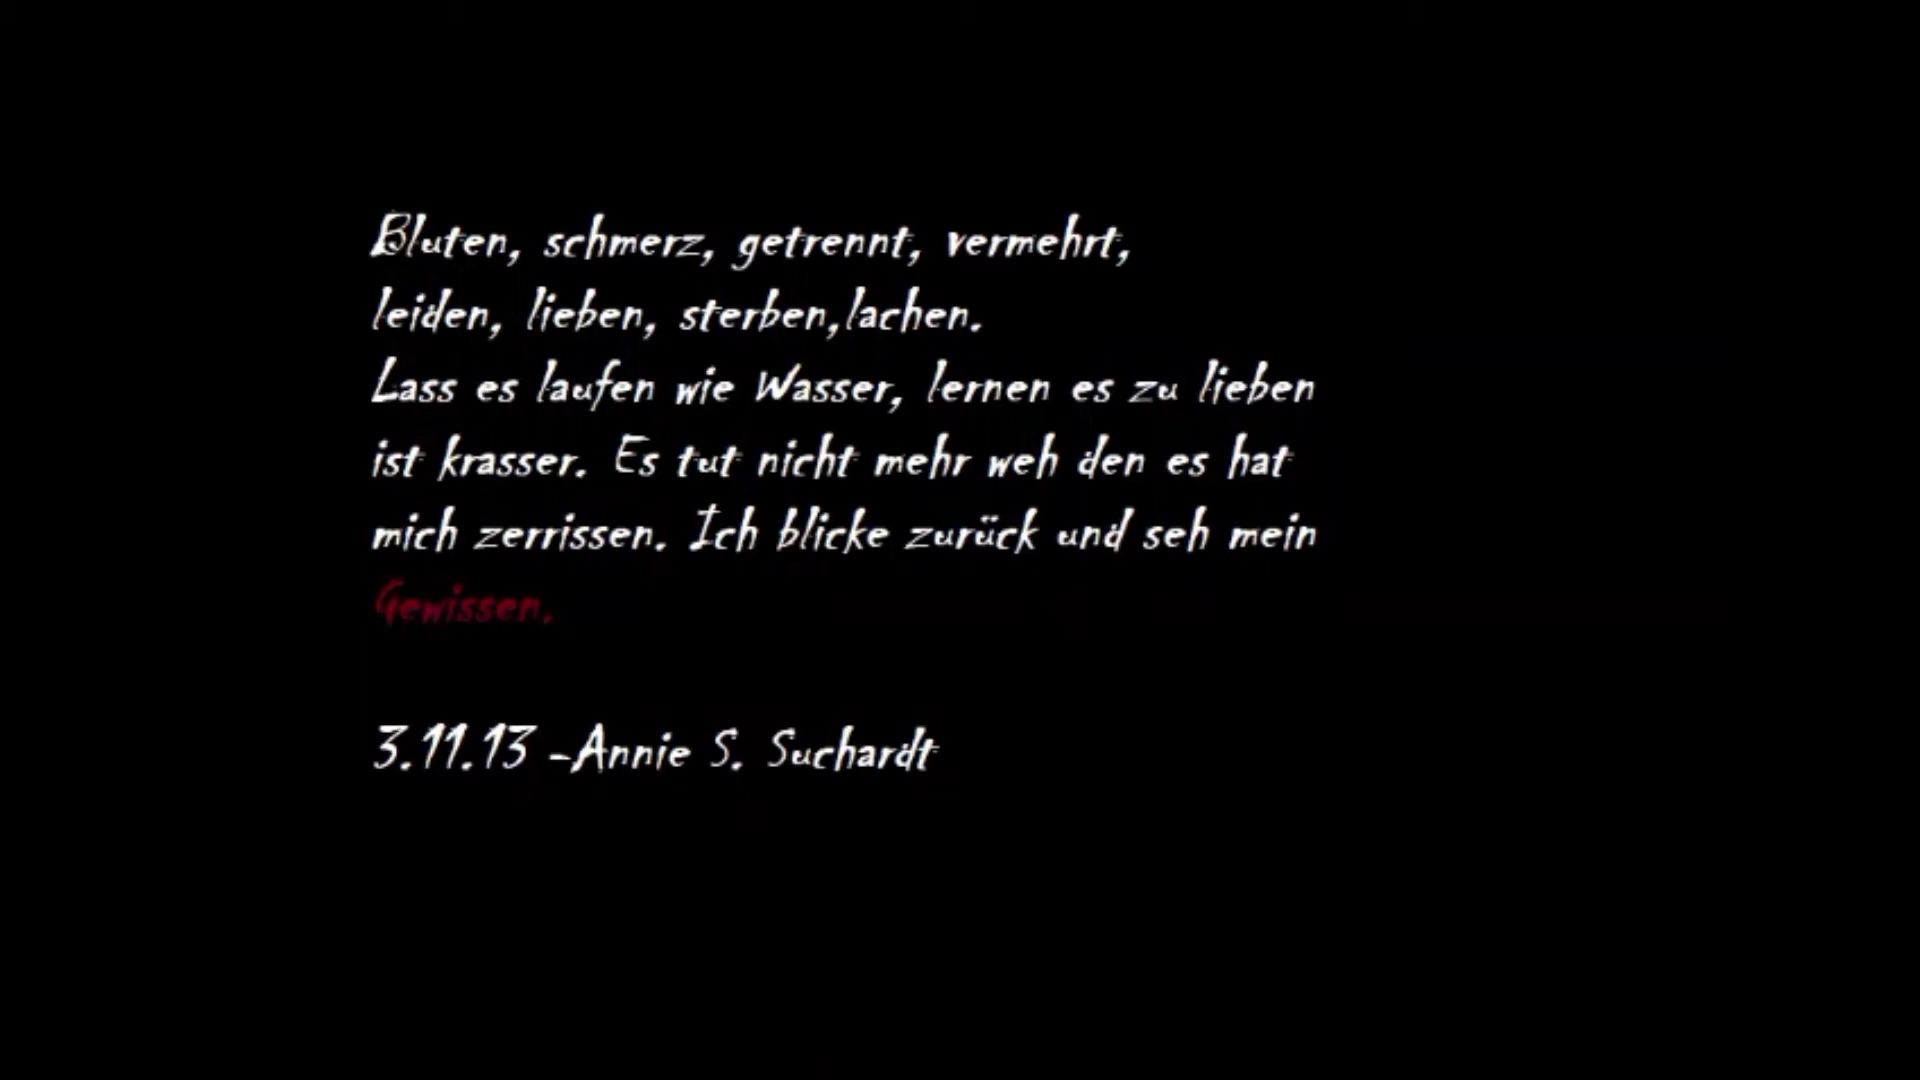 Bluten, schmerz, getrennt, vermehrt,
leiden, lieben, sterben,lachen.
Lass es laufen wie Wasser, lernen es zu lieben
ist krasser. Es tut nicht mehr weh den es hat
mich zerrissen. Ich blicke zurück und seh mein
Gewissen.
3.11.13 -Annie S. Suchardt